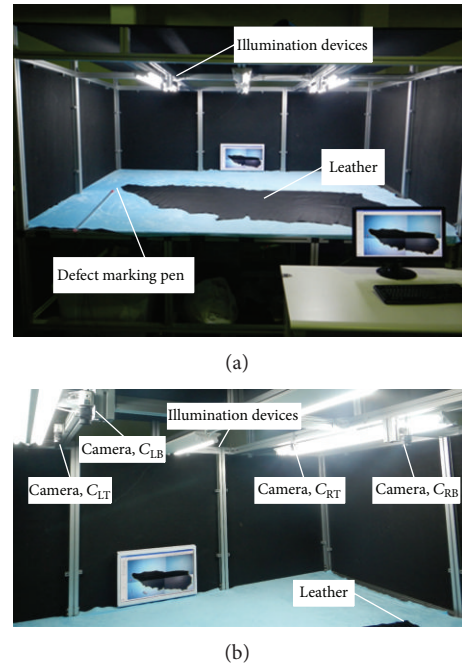 Illumination devices
Leather
Defect marking pen
(a)
Illumination devices
Camera, C_LB
Camera, C_LT
Camera, C_RT
Camera, C_RB
Leather
(b)